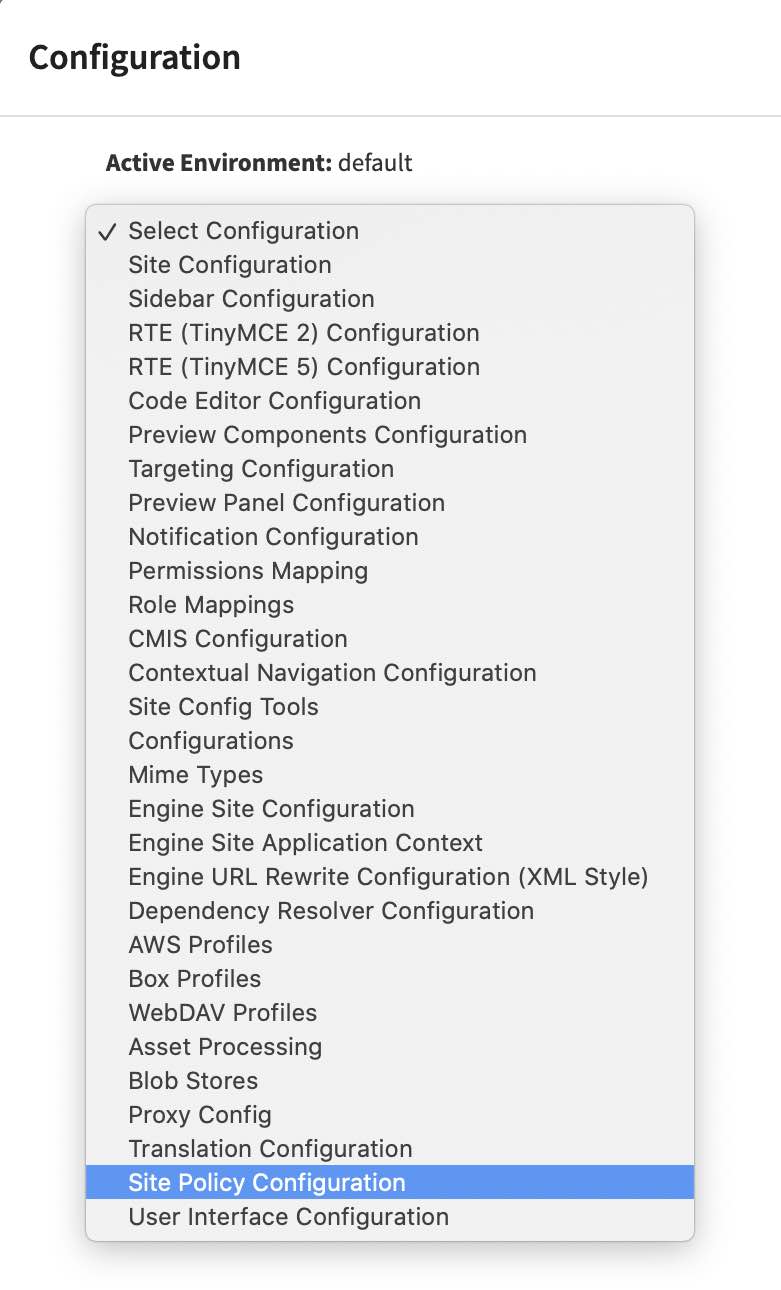 Configuration
Active Environment: default
✓ Select Configuration
Site Configuration
Sidebar Configuration
RTE (TinyMCE 2) Configuration
RTE (TinyMCE 5) Configuration
Code Editor Configuration
Preview Components Configuration
Targeting Configuration
Preview Panel Configuration
Notification Configuration
Permissions Mapping
Role Mappings
CMIS Configuration
Contextual Navigation Configuration
Site Config Tools
Configurations
Mime Types
Engine Site Configuration
Engine Site Application Context
Engine URL Rewrite Configuration (XML Style)
Dependency Resolver Configuration
AWS Profiles
Box Profiles
WebDAV Profiles
Asset Processing
Blob Stores
Proxy Config
Translation Configuration
Site Policy Configuration
User Interface Configuration